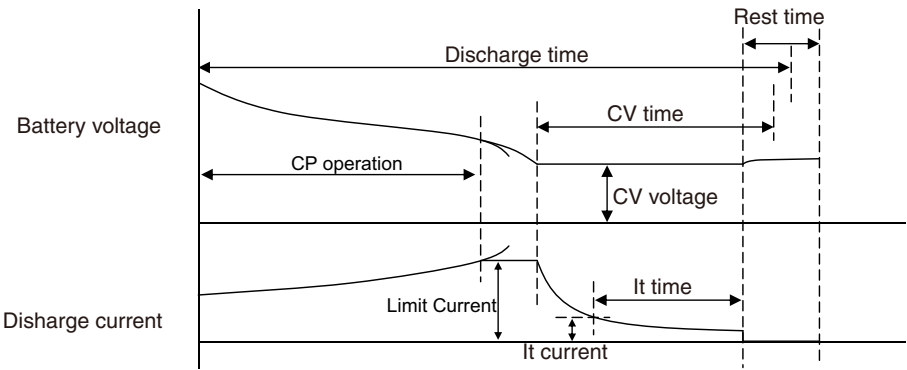 Rest time
Discharge time
Battery voltage
CV time
CP operation
CV voltage
It time
Limit Current
Disharge current
It current